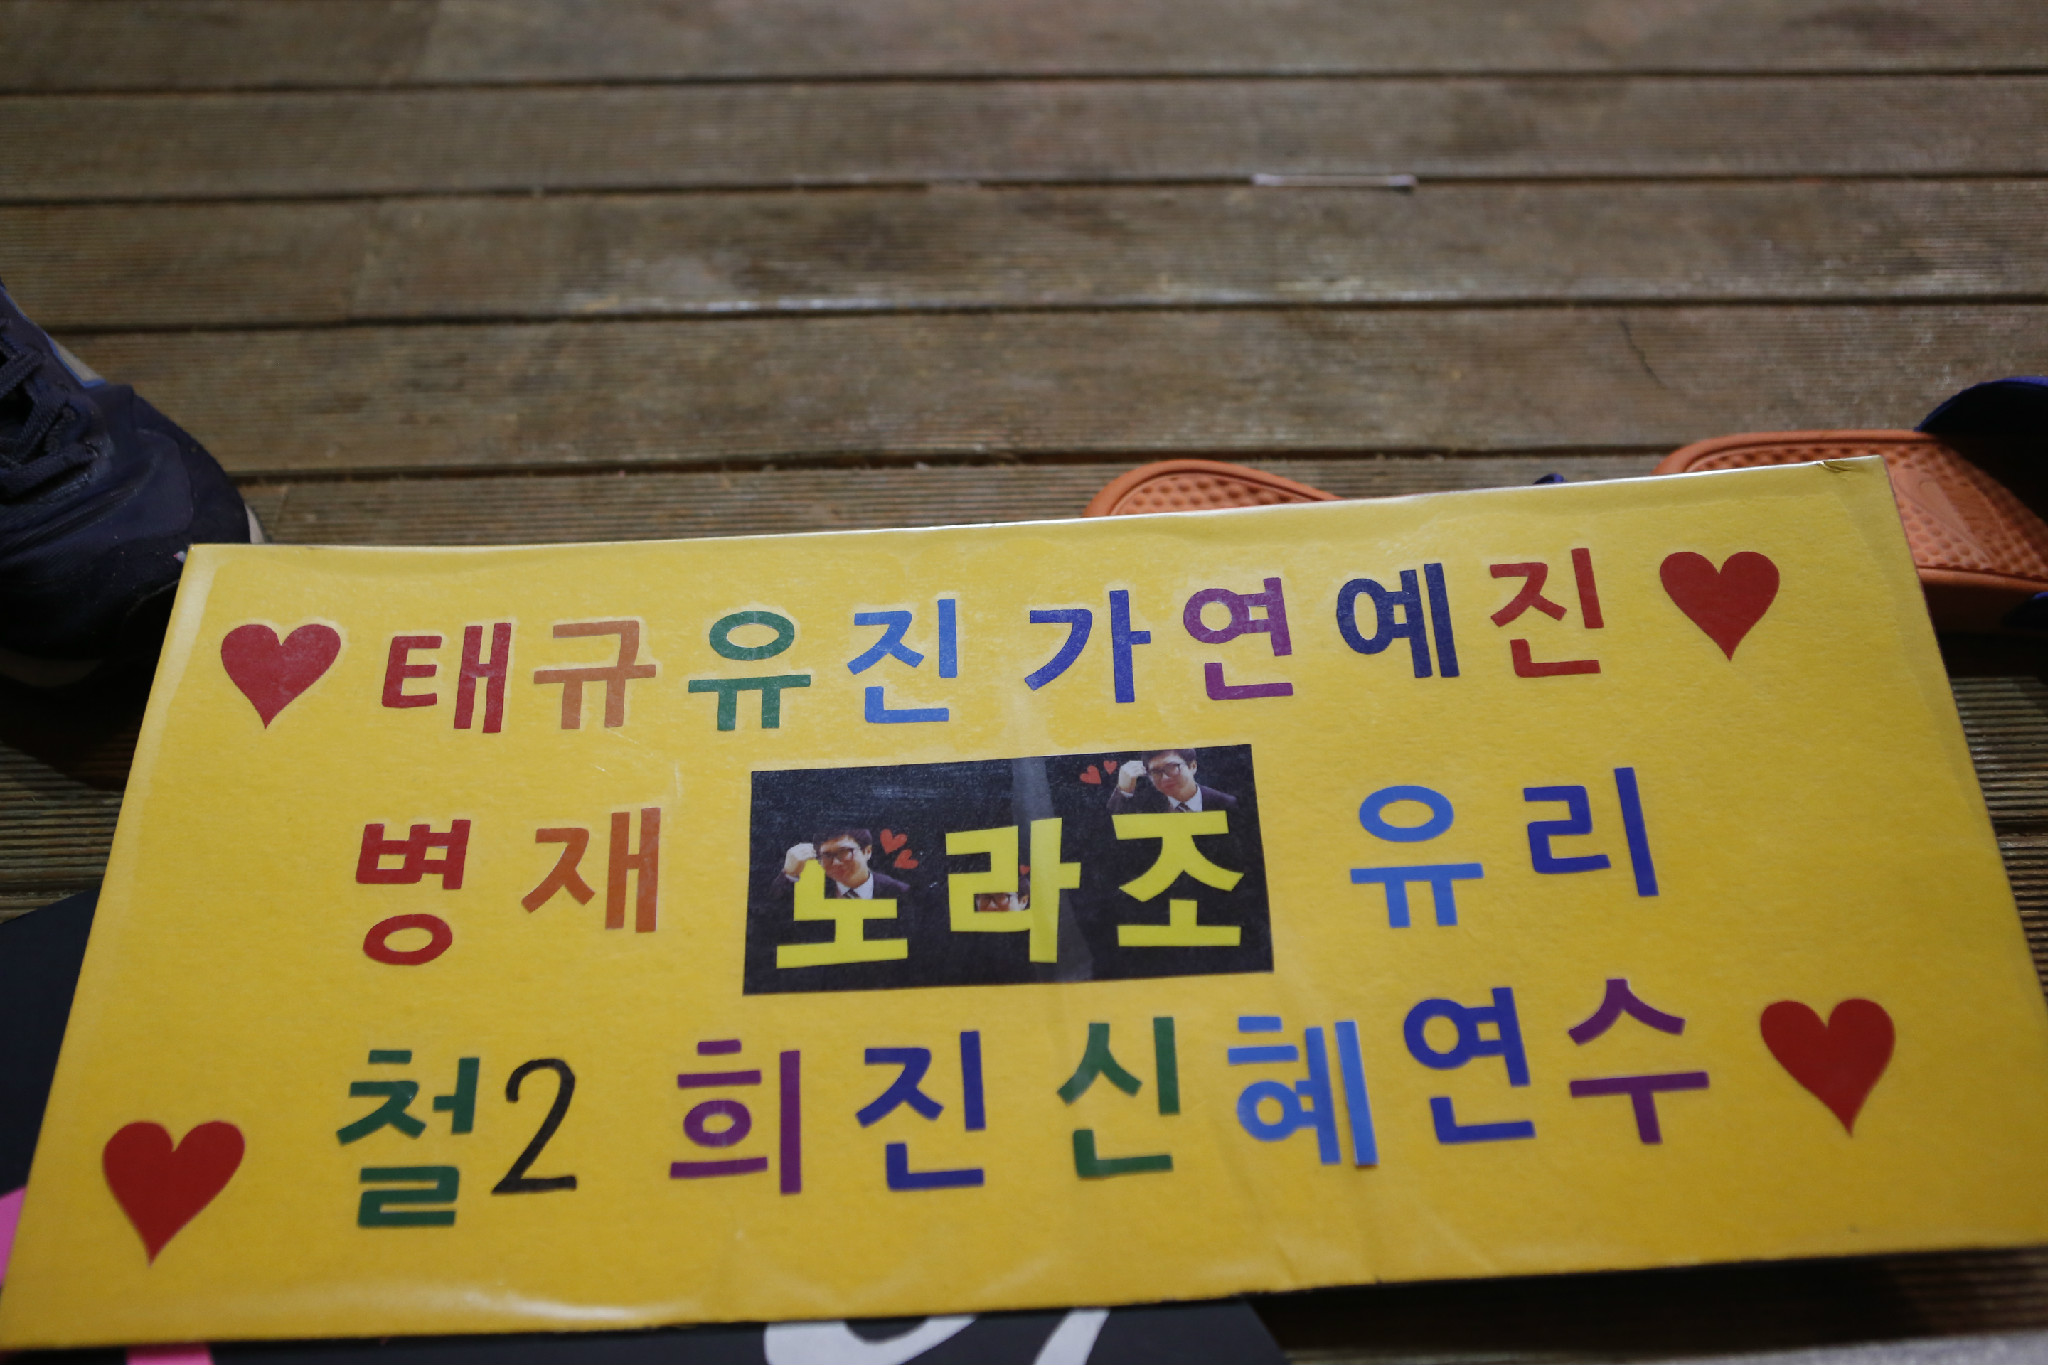 태규유진 가연예진
병재 노라조 유리
철2 희진신혜연수